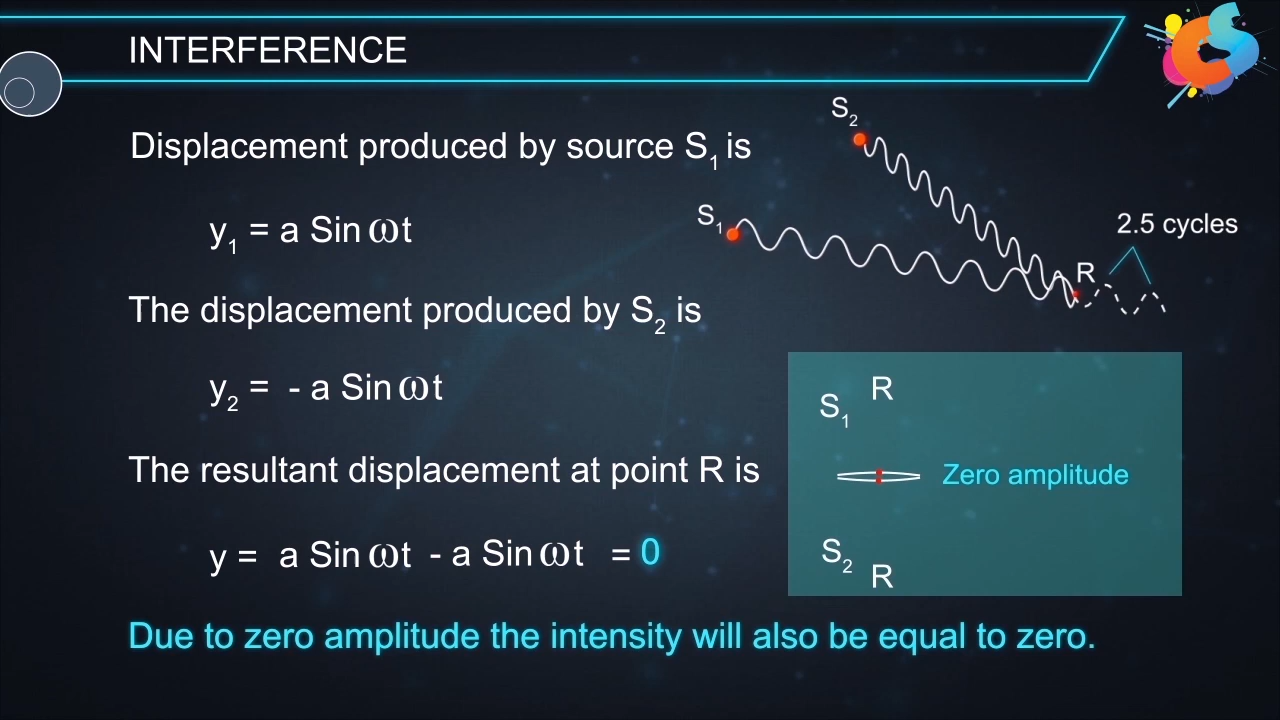 INTERFERENCE
Displacement produced by source S₁ is
y₁ = a Sin ωt
The displacement produced by S₂ is
y₂ = - a Sin ωt
The resultant displacement at point R is
y = a Sin ωt - a Sin ωt = 0
Due to zero amplitude the intensity will also be equal to zero.
S₂
S₁
2.5 cycles
R
S₁ R
Zero amplitude
S₂ R
CS